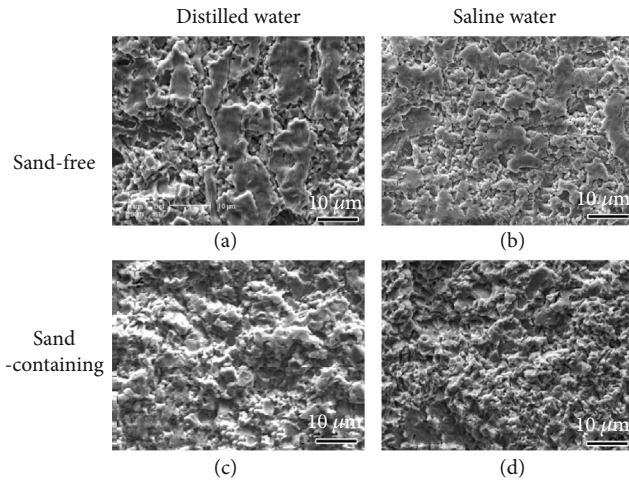 Distilled water
Saline water
Sand-free
10 μm
10 μm
(a)
(b)
Sand
-containing
10 μm
10 μm
(c)
(d)